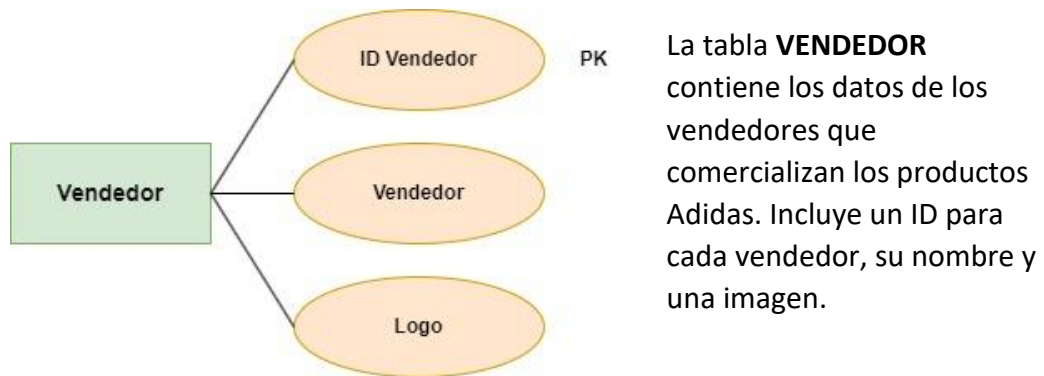 ID Vendedor
PK
Vendedor
Vendedor
Logo
La tabla VENDEDOR
contiene los datos de los
vendedores que
comercializan los productos
Adidas. Incluye un ID para
cada vendedor, su nombre y
una imagen.